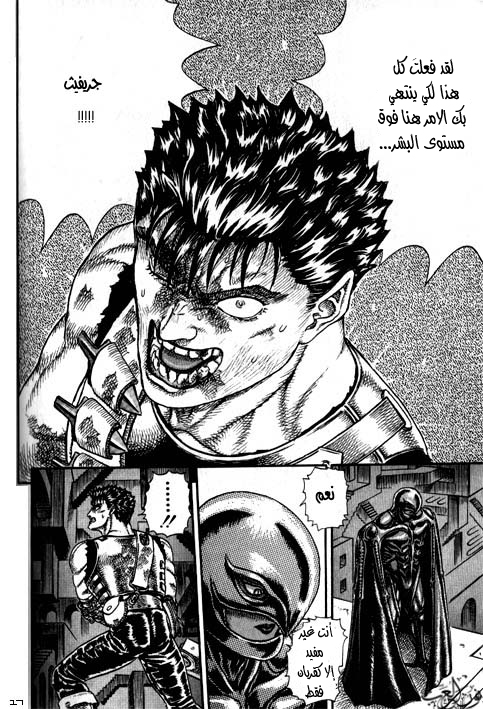 لقد فعلت كل
هذا لكي ينتهي
بك الامر هنا فوق
مستوى البشر...
جريفيث
!!!!!
نعم
أنت غير
مفيد
إلا كقربان
فقط
......
!!